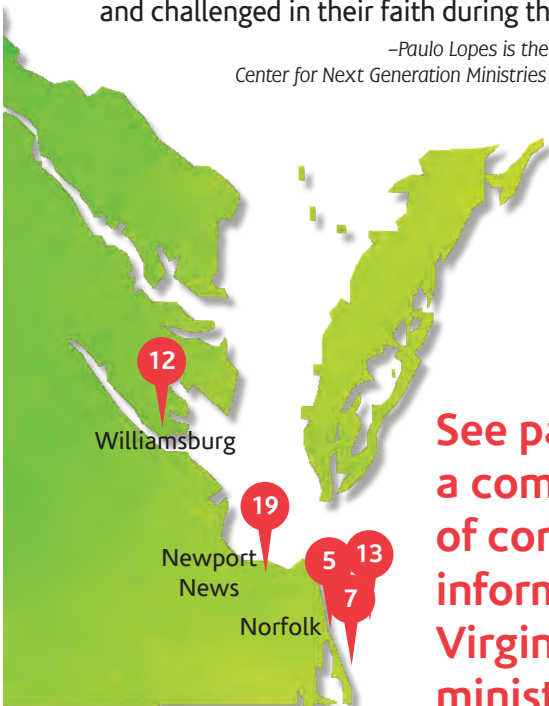 and challenged in their faith during th
–Paulo Lopes is the
Center for Next Generation Ministries
12
Williamsburg
See pa
a com
of con
inform
Virgin
minist
19
Newport
News
5
13
7
Norfolk